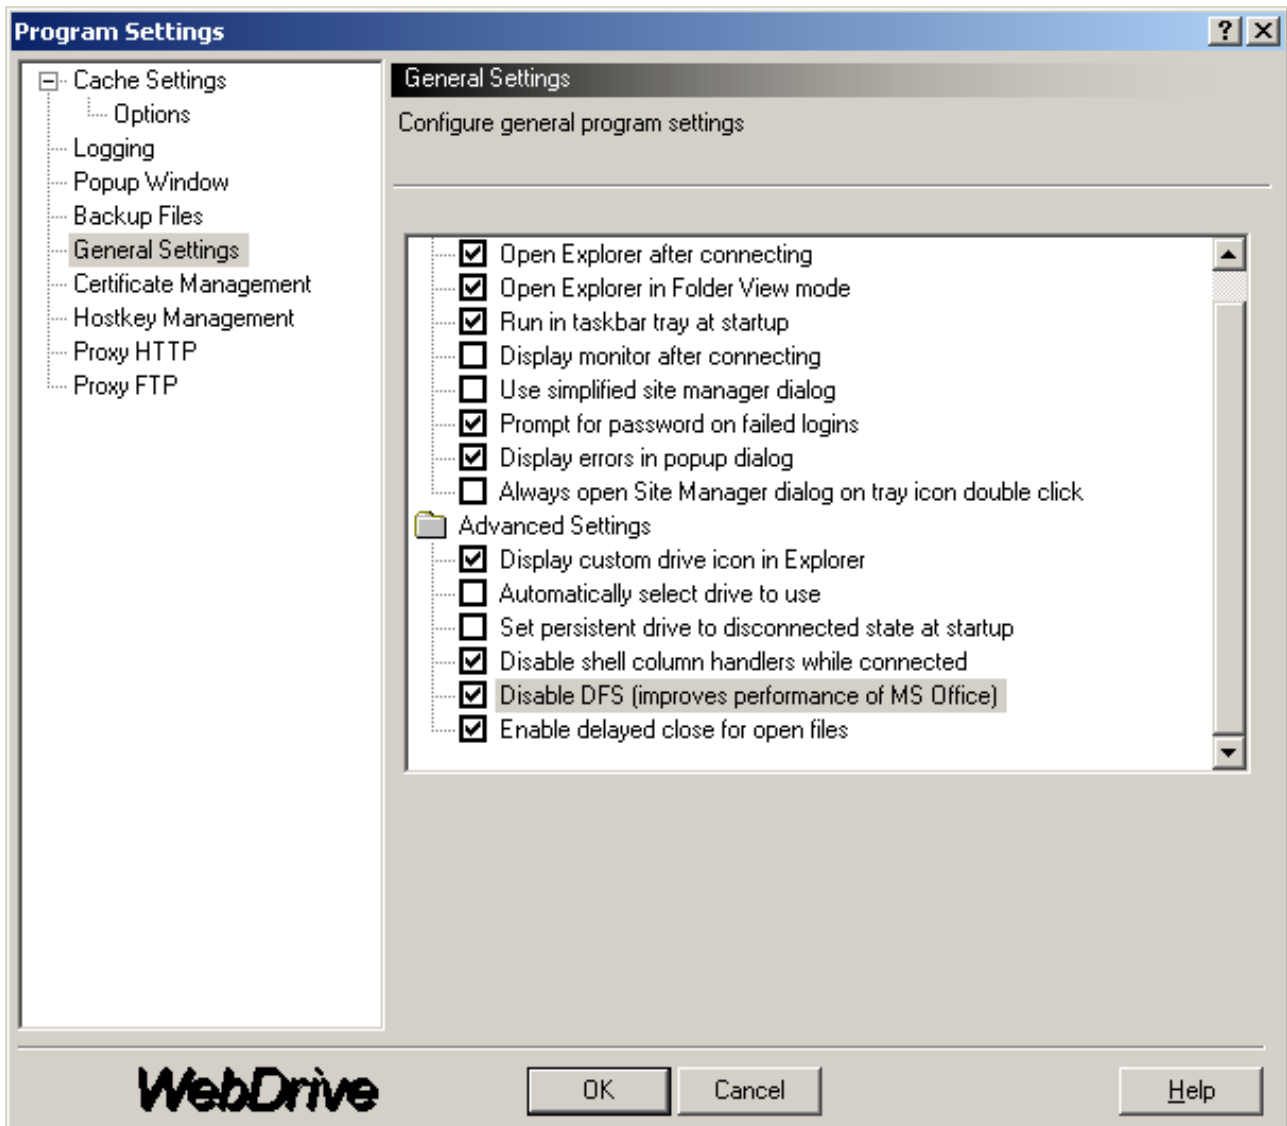 Program Settings
Cache Settings
Options
Logging
Popup Window
Backup Files
General Settings
Certificate Management
Hostkey Management
Proxy HTTP
Proxy FTP
General Settings
Configure general program settings
Open Explorer after connecting
Open Explorer in Folder View mode
Run in taskbar tray at startup
Display monitor after connecting
Use simplified site manager dialog
Prompt for password on failed logins
Display errors in popup dialog
Always open Site Manager dialog on tray icon double click
Advanced Settings
Display custom drive icon in Explorer
Automatically select drive to use
Set persistent drive to disconnected state at startup
Disable shell column handlers while connected
Disable DFS (improves performance of MS Office)
Enable delayed close for open files
WebDrive
OK
Cancel
Help